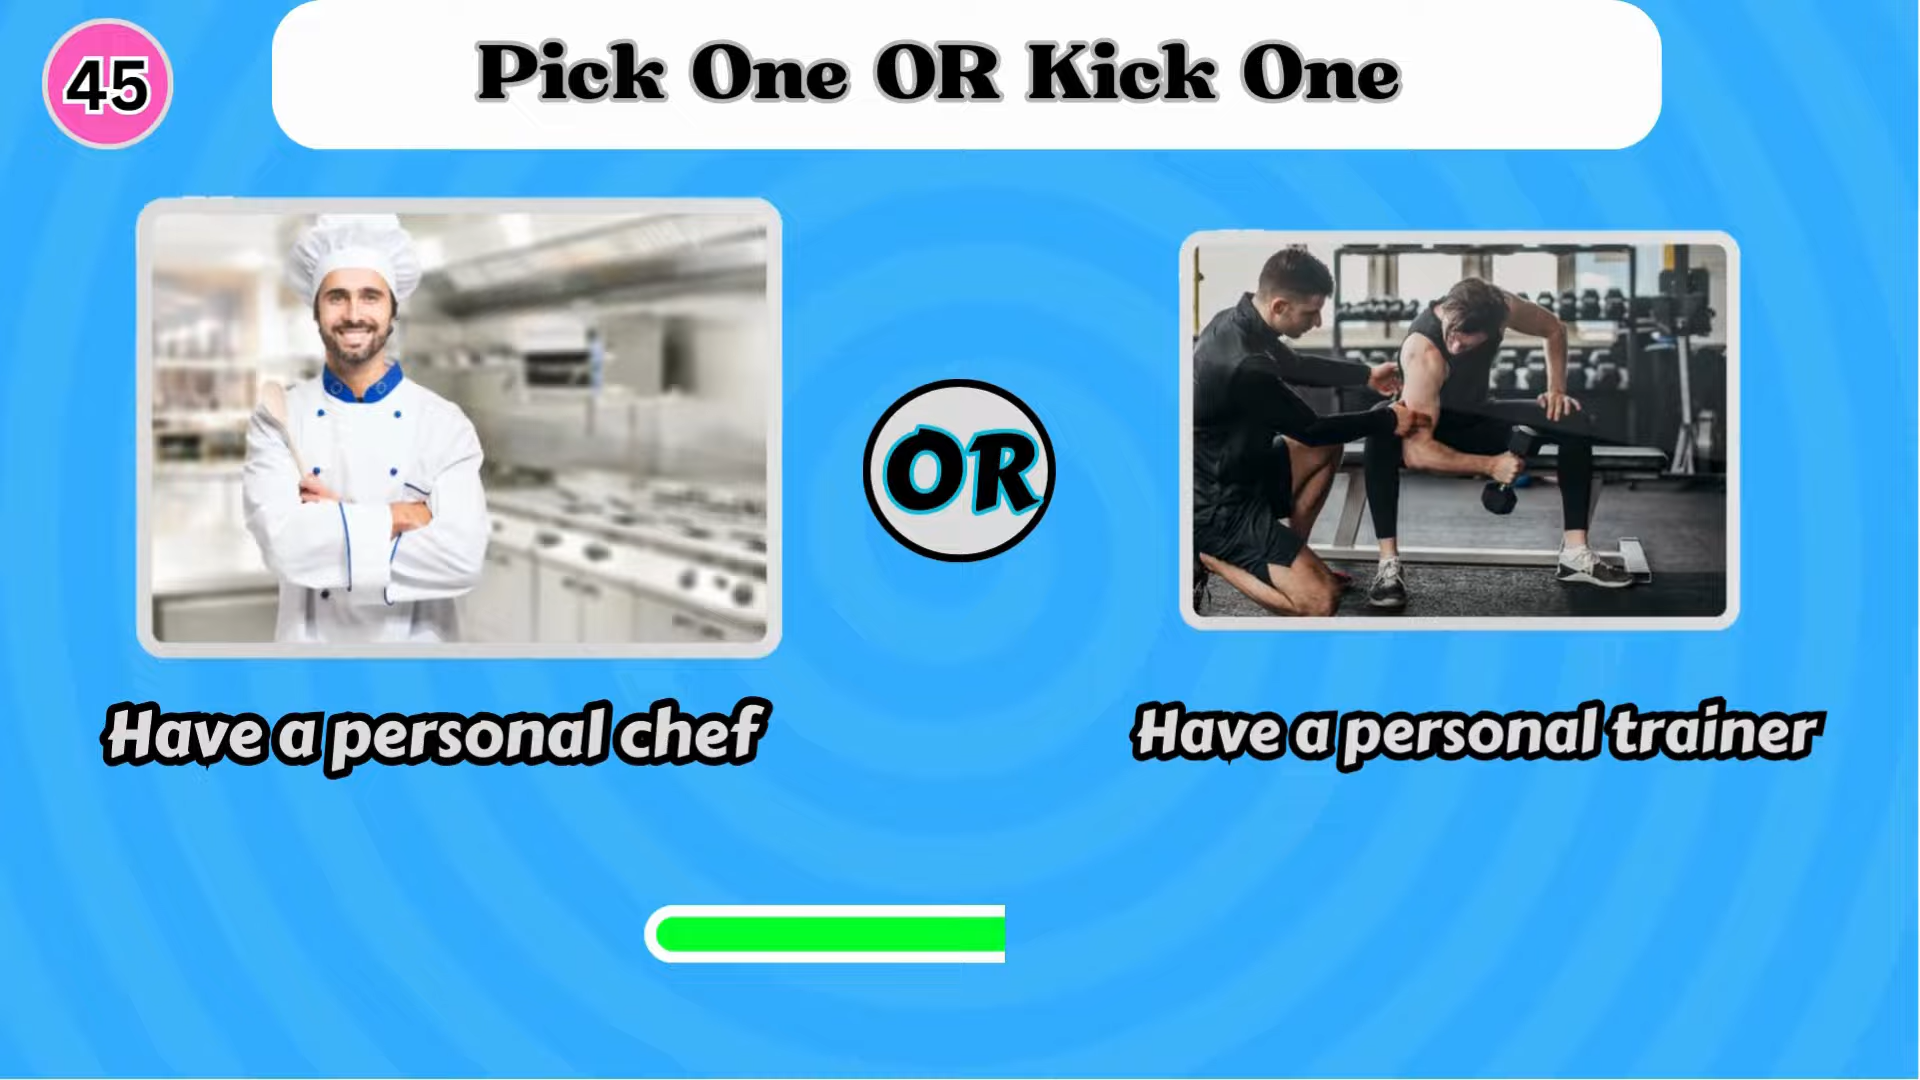 45
Pick One OR Kick One
OR
Have a personal chef
Have a personal trainer